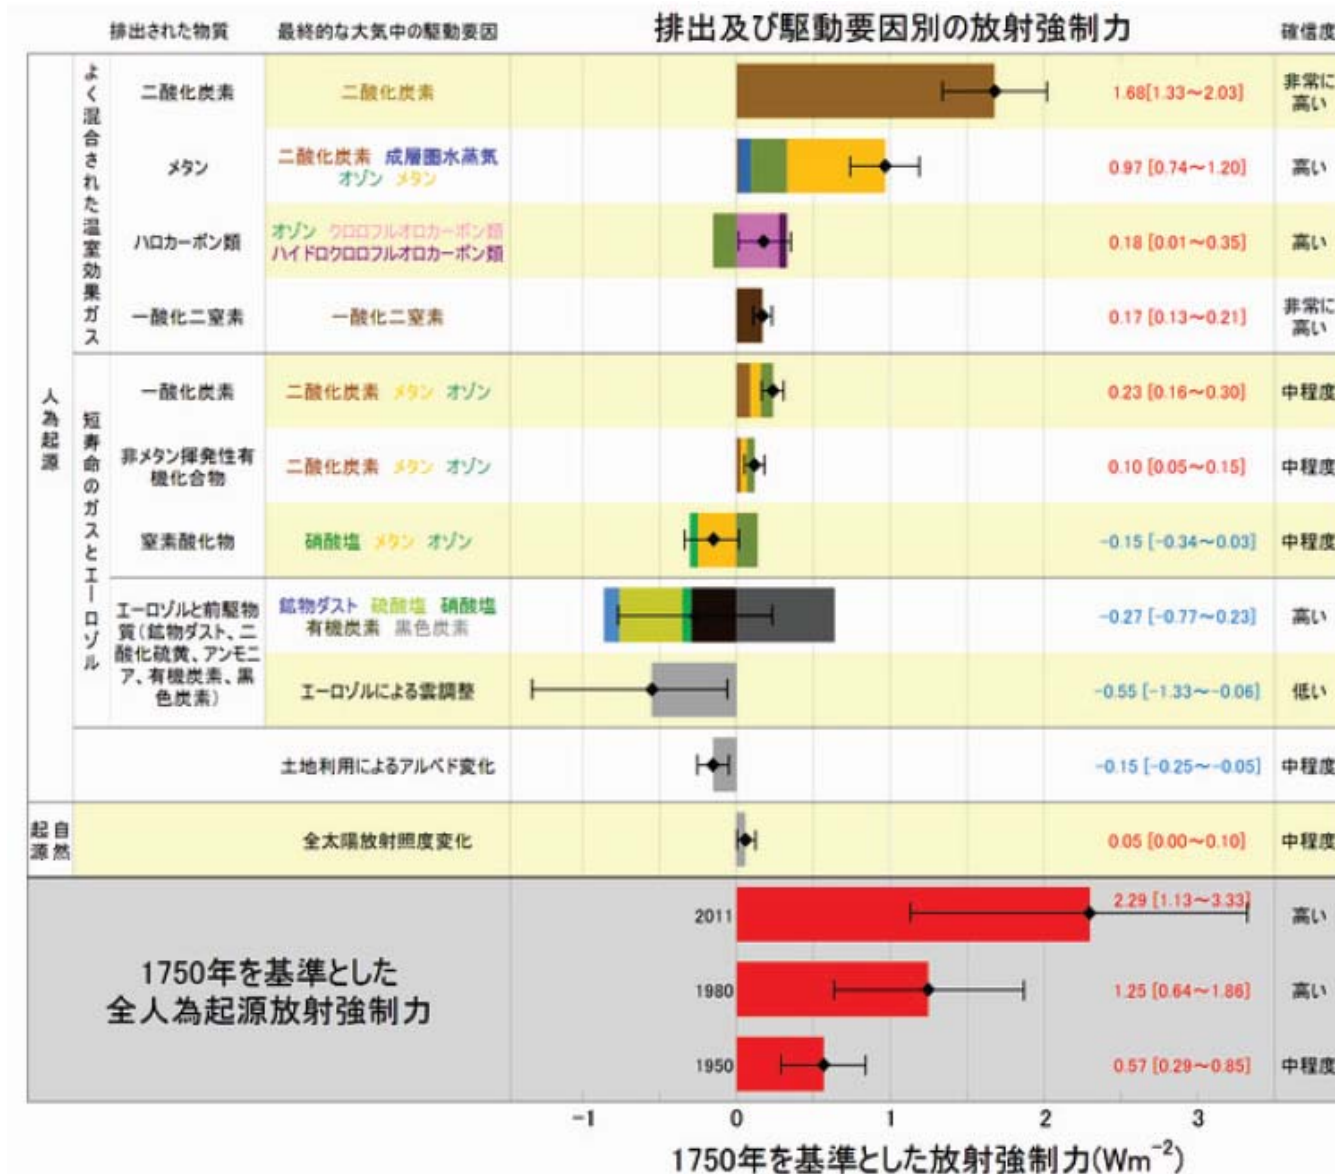 排出された物質 最終的な大気中の駆動要因 排出及び駆動要因別の放射強制力 確信度
人為起源
よく混合された温室効果ガス
二酸化炭素 二酸化炭素 1.68[1.33～2.03] 非常に
高い
メタン 二酸化炭素 成層圏水蒸気
オゾン メタン 0.97 [0.74～1.20] 高い
ハロカーボン類 オゾン クロロフルオロカーボン類
ハイドロクロロフルオロカーボン類 0.18 [0.01～0.35] 高い
一酸化二窒素 一酸化二窒素 0.17 [0.13～0.21] 非常に
高い
短寿命のガスとエーロゾル
一酸化炭素 二酸化炭素 メタン オゾン 0.23 [0.16～0.30] 中程度
非メタン揮発性有
機化合物 二酸化炭素 メタン オゾン 0.10 [0.05～0.15] 中程度
窒素酸化物 硝酸塩 メタン オゾン -0.15 [-0.34～0.03] 中程度
エーロゾルと前駆物
質(鉱物ダスト、二
酸化硫黄、アンモニ
ア、有機炭素、黒
色炭素)
鉱物ダスト 硫酸塩 硝酸塩
有機炭素 黒色炭素 -0.27 [-0.77～0.23] 高い
エーロゾルによる雲調整 -0.55 [-1.33～-0.06] 低い
土地利用によるアルベド変化 -0.15 [-0.25～-0.05] 中程度
自然
起源
全太陽放射照度変化 0.05 [0.00～0.10] 中程度
1750年を基準とした
全人為起源放射強制力
2011 2.29 [1.13～3.33] 高い
1980 1.25 [0.64～1.86] 高い
1950 0.57 [0.29～0.85] 中程度
-1 0 1 2 3
1750年を基準とした放射強制力(Wm⁻²)